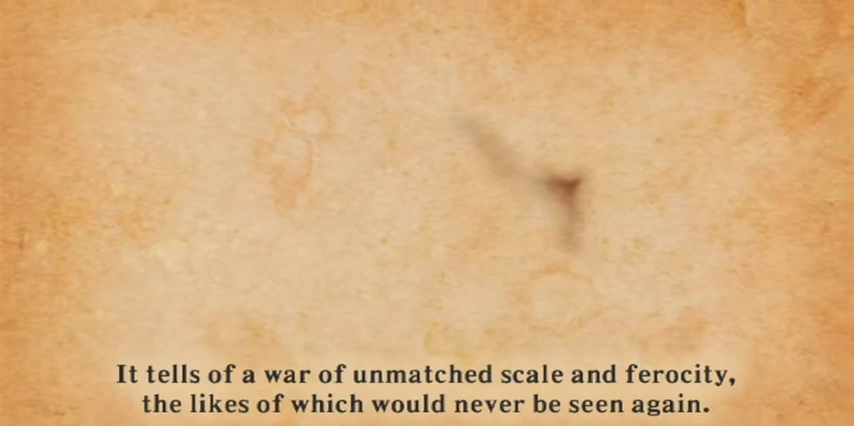 It tells of a war of unmatched scale and ferocity,
the likes of which would never be seen again.